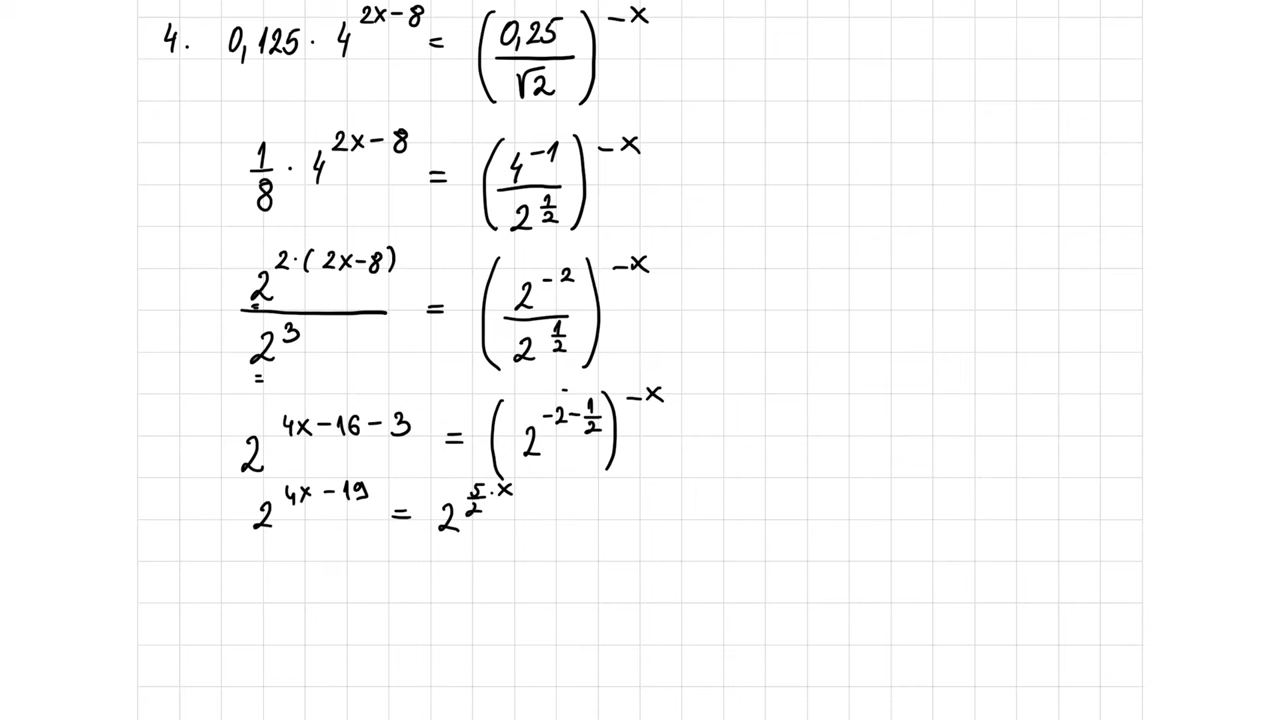 4. 0,125 · 4^(2x−8) = (0,25/√2)^(−x)
1/8 · 4^(2x−8) = (4^(−1)/2^(1/2))^(−x)
2^(2·(2x−8))/2^3 = (2^(−2)/2^(1/2))^(−x)
2^(4x−16−3) = (2^(−2−1/2))^(−x)
2^(4x−19) = 2^(5/2·x)